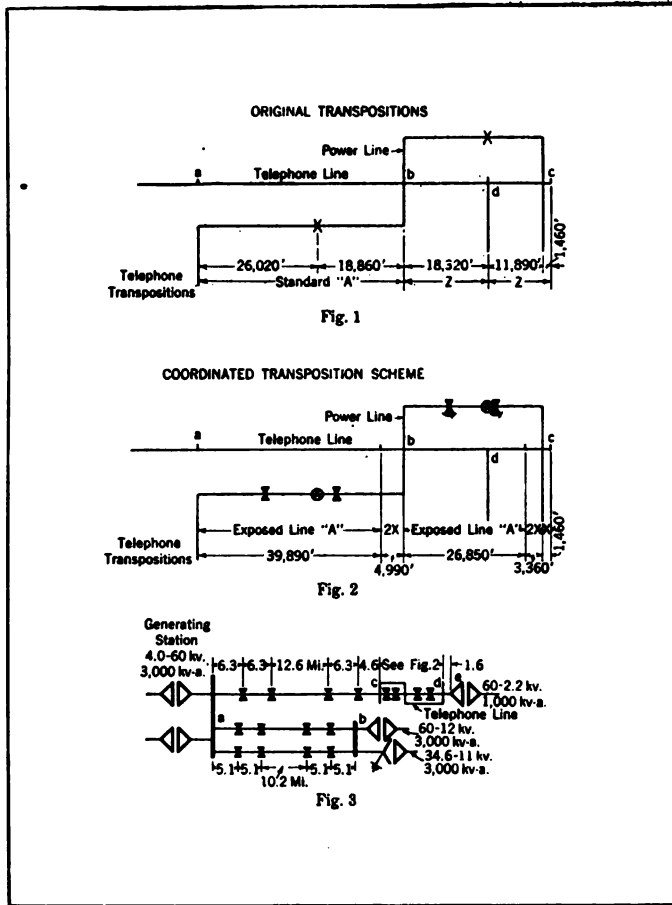 ORIGINAL TRANSPOSITIONS
Power Line
a Telephone Line b c
d
26,020' 18,860' 18,320' 11,890' 1,460'
Telephone
Transpositions
Standard "A" 2 2
Fig. 1
COORDINATED TRANSPOSITION SCHEME
Power Line
a Telephone Line b c
d
Exposed Line "A" 2X Exposed Line "A" 2X X 1,460'
Telephone
Transpositions
39,890' 4,990' 26,850' 3,360'
Fig. 2
Generating
Station
4.0-60 kv.
3,000 kv-a.
6.3 6.3 12.6 Mi. 6.3 4.6 See Fig. 2 1.6
c d e
60-2.2 kv.
1,000 kv-a.
Telephone Line
a b
60-12 kv.
3,000 kv-a.
34.6-11 kv.
3,000 kv-a.
5.1 5.1 10.2 Mi. 5.1 5.1
Fig. 3